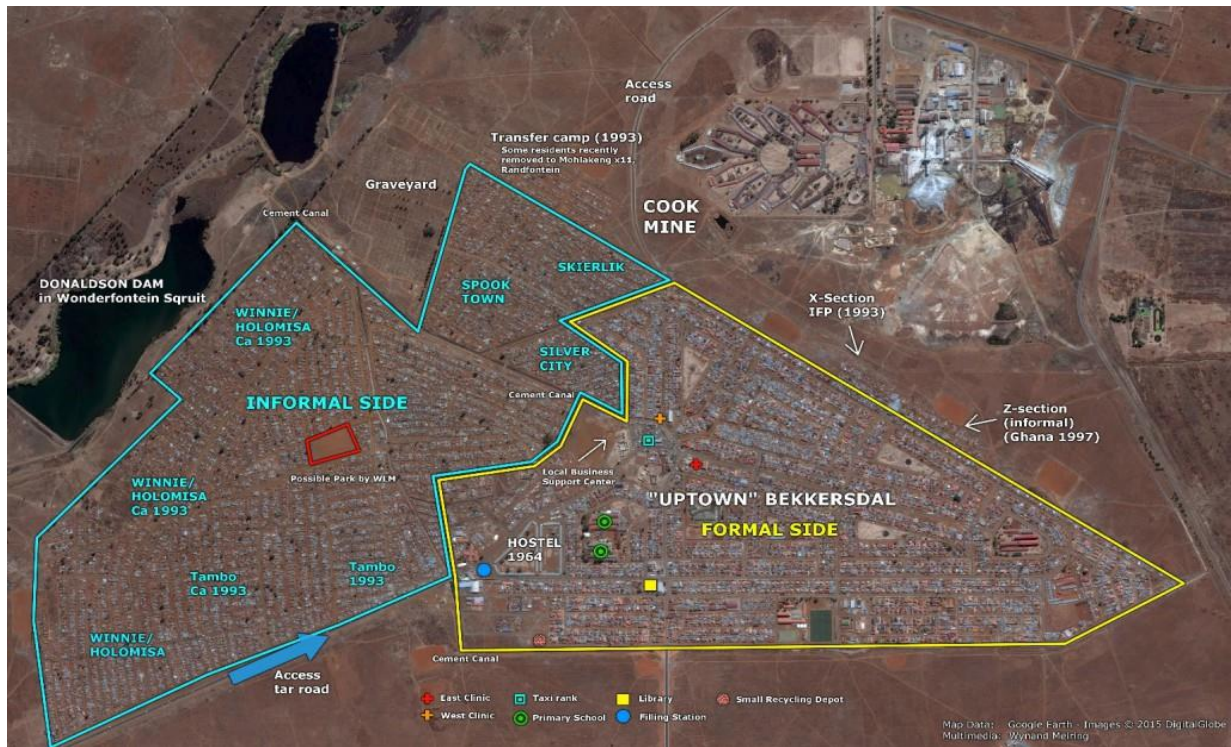 Access
road
Transfer camp (1993)
Some residents recently
removed to Mohlakeng x11,
Randfontein
Graveyard
Cement Canal
COOK
MINE
SKIERLIK
SPOOK
TOWN
DONALDSON DAM
in Wonderfontein Sqruit
X-Section
IFP (1993)
WINNIE/
HOLOMISA
Ca 1993
SILVER
CITY
Cement Canal
INFORMAL SIDE
Z-section
(informal)
(Ghana 1997)
Possible Park by WLM
Local Business
Support Center
WINNIE/
HOLOMISA
Ca 1993
"UPTOWN" BEKKERSDAL
FORMAL SIDE
HOSTEL
1964
Tambo
Ca 1993
Tambo
1993
WINNIE/
HOLOMISA
Access
tar road
Cement Canal
East Clinic
Taxi rank
Library
Small Recycling Depot
West Clinic
Primary School
Filling Station
Map Data: Google Earth - Images © 2015 DigitalGlobe
Multimedia: Wynand Meiring